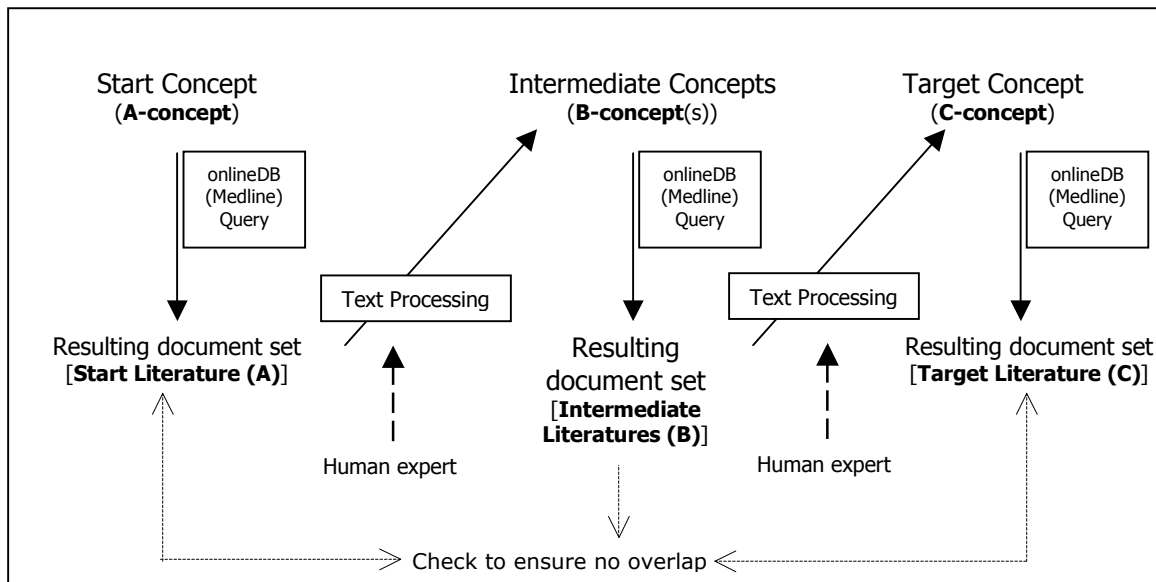 Start Concept
(A-concept)
Intermediate Concepts
(B-concept(s))
Target Concept
(C-concept)
onlineDB
(Medline)
Query
onlineDB
(Medline)
Query
onlineDB
(Medline)
Query
Text Processing
Text Processing
Resulting document set
[Start Literature (A)]
Resulting
document set
[Intermediate
Literatures (B)]
Resulting document set
[Target Literature (C)]
Human expert
Human expert
Check to ensure no overlap